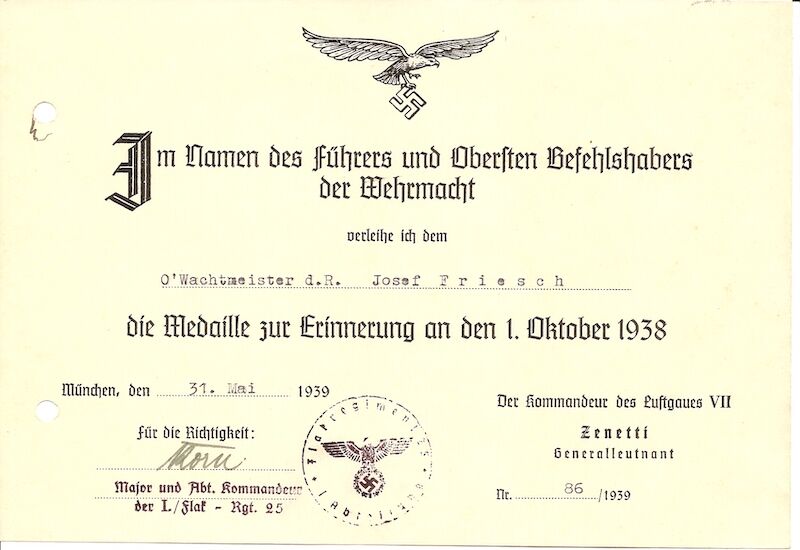 Im Namen des Führers und Obersten Befehlshabers
der Wehrmacht
verleihe ich dem
O'Wachtmeister d.R. Josef Friesch
die Medaille zur Erinnerung an den 1. Oktober 1938
München, den 31. Mai 1939
Der Kommandeur des Luftgaues VII
Zenetti
Generalleutnant
Nr. 86 /1939
Für die Richtigkeit:
Major und Abt. Kommandeur
der I./Flak - Rgt. 25